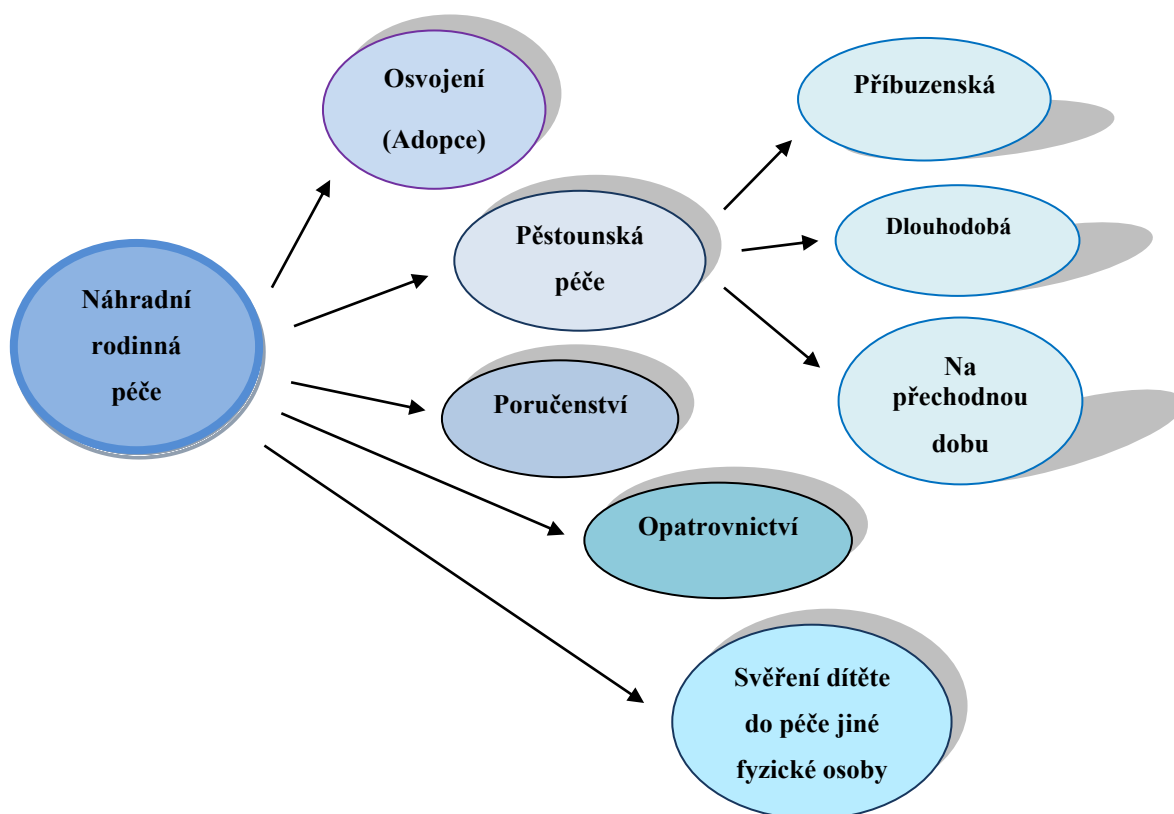 Osvojení
(Adopce)
Příbuzenská
Pěstounská
péče
Dlouhodobá
Náhradní
rodinná
péče
Na
přechodnou
dobu
Poručenství
Opatrovnictví
Svěření dítěte
do péče jiné
fyzické osoby